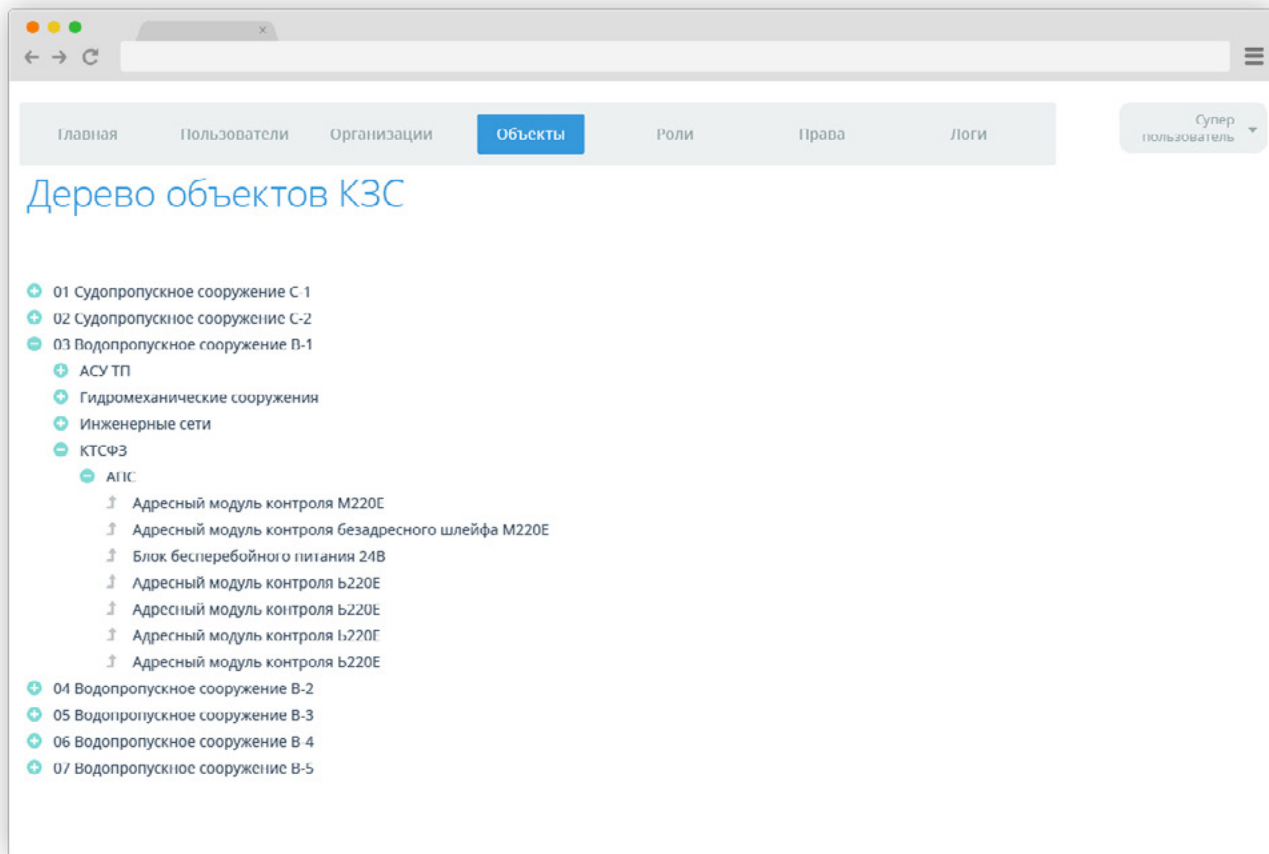 Главная Пользователи Организации Объекты Роли Права Логи
Супер
пользователь
Дерево объектов КЗС
01 Судопропускное сооружение С-1
02 Судопропускное сооружение С-2
03 Водопропускное сооружение В-1
АСУ ТП
Гидромеханические сооружения
Инженерные сети
КТСФЗ
АПС
Адресный модуль контроля М220Е
Адресный модуль контроля безадресного шлейфа М220Е
Блок бесперебойного питания 24В
Адресный модуль контроля Б220Е
Адресный модуль контроля Б220Е
Адресный модуль контроля Б220Е
Адресный модуль контроля Б220Е
04 Водопропускное сооружение В-2
05 Водопропускное сооружение В-3
06 Водопропускное сооружение В-4
07 Водопропускное сооружение В-5